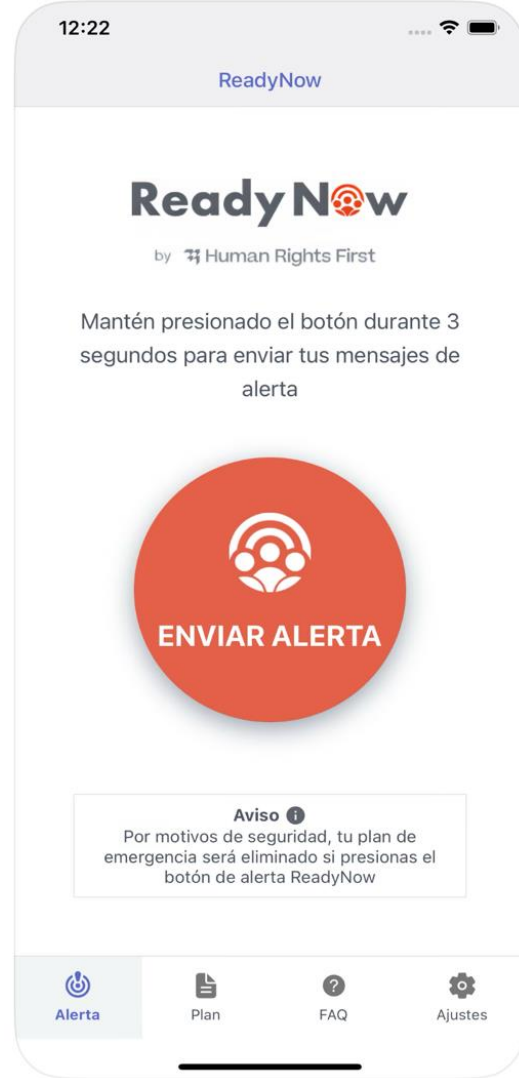 12:22
ReadyNow
Ready Now
by Human Rights First
Mantén presionado el botón durante 3
segundos para enviar tus mensajes de
alerta
ENVIAR ALERTA
Aviso
Por motivos de seguridad, tu plan de
emergencia será eliminado si presionas el
botón de alerta ReadyNow
Alerta Plan FAQ Ajustes